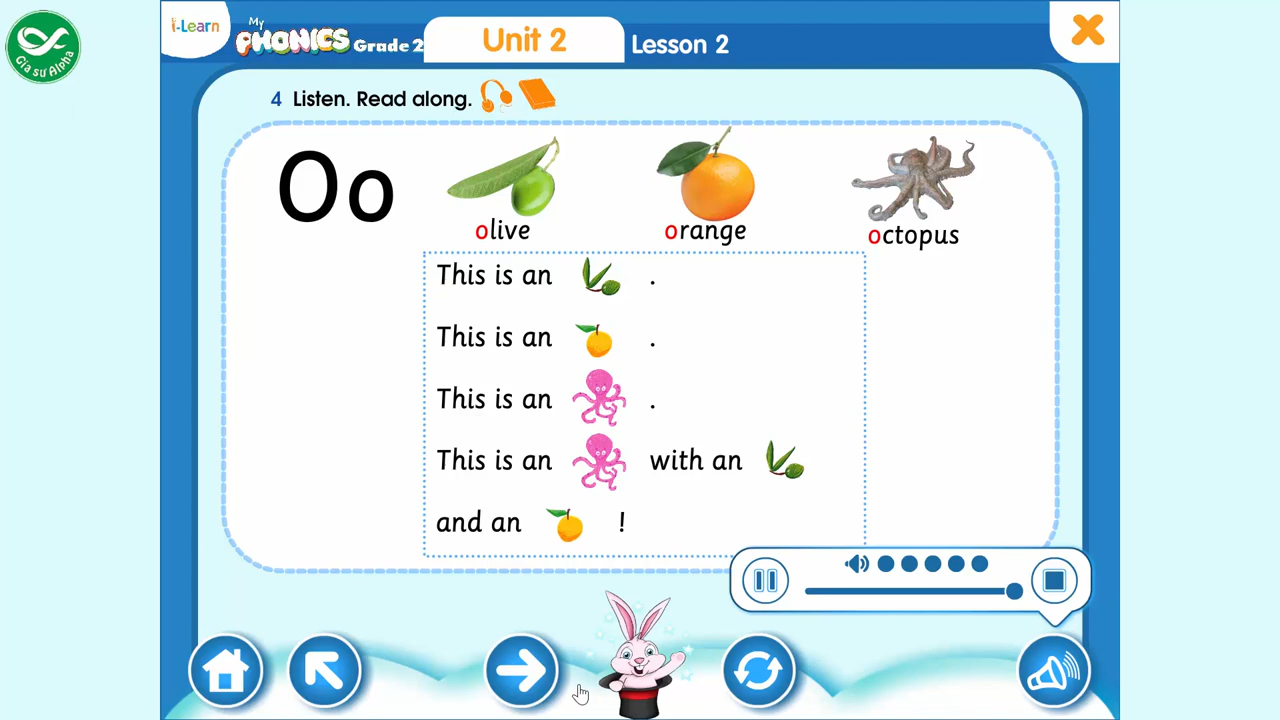 Gia sư Alpha
i-Learn
My
PHONICS Grade 2
Unit 2
Lesson 2
4 Listen. Read along.
Oo
olive
orange
octopus
This is an .
This is an .
This is an .
This is an with an
and an !